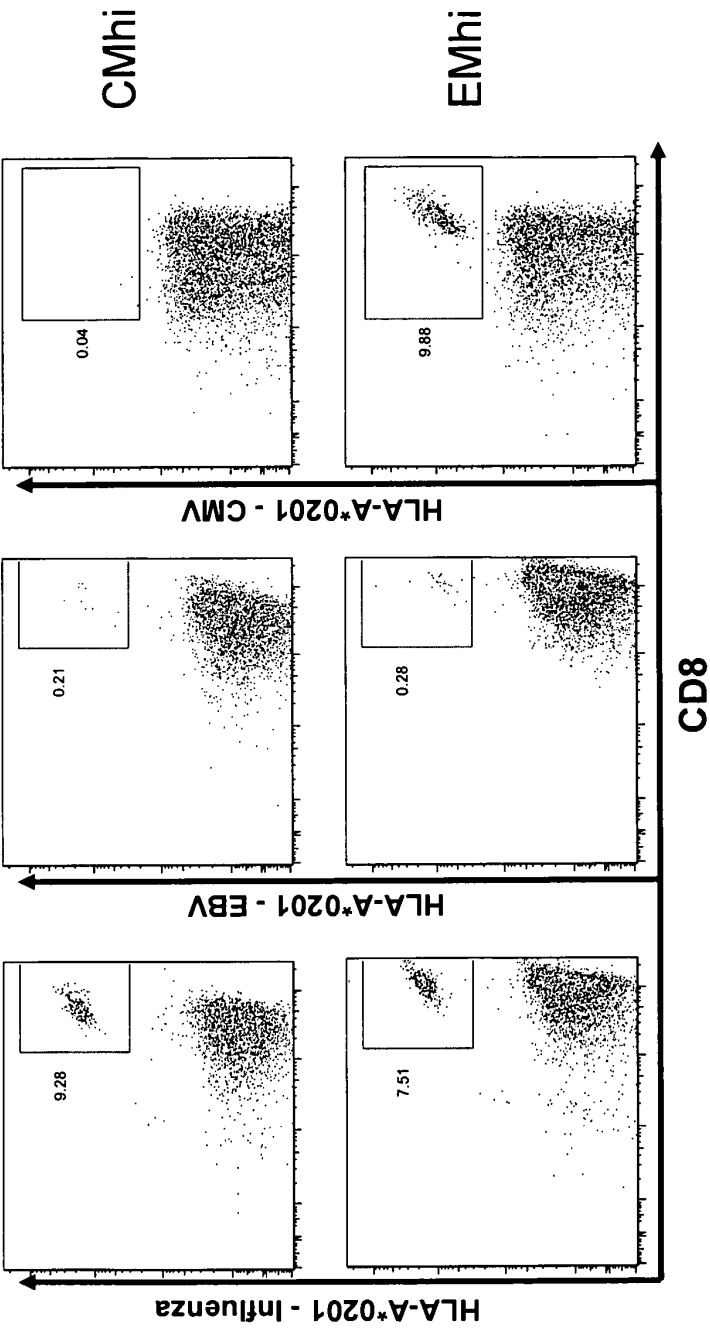 CMhi
0.04
0.21
9.28
EMhi
9.88
0.28
7.51
HLA-A*0201 - CMV
HLA-A*0201 - EBV
HLA-A*0201 - Influenza
CD8